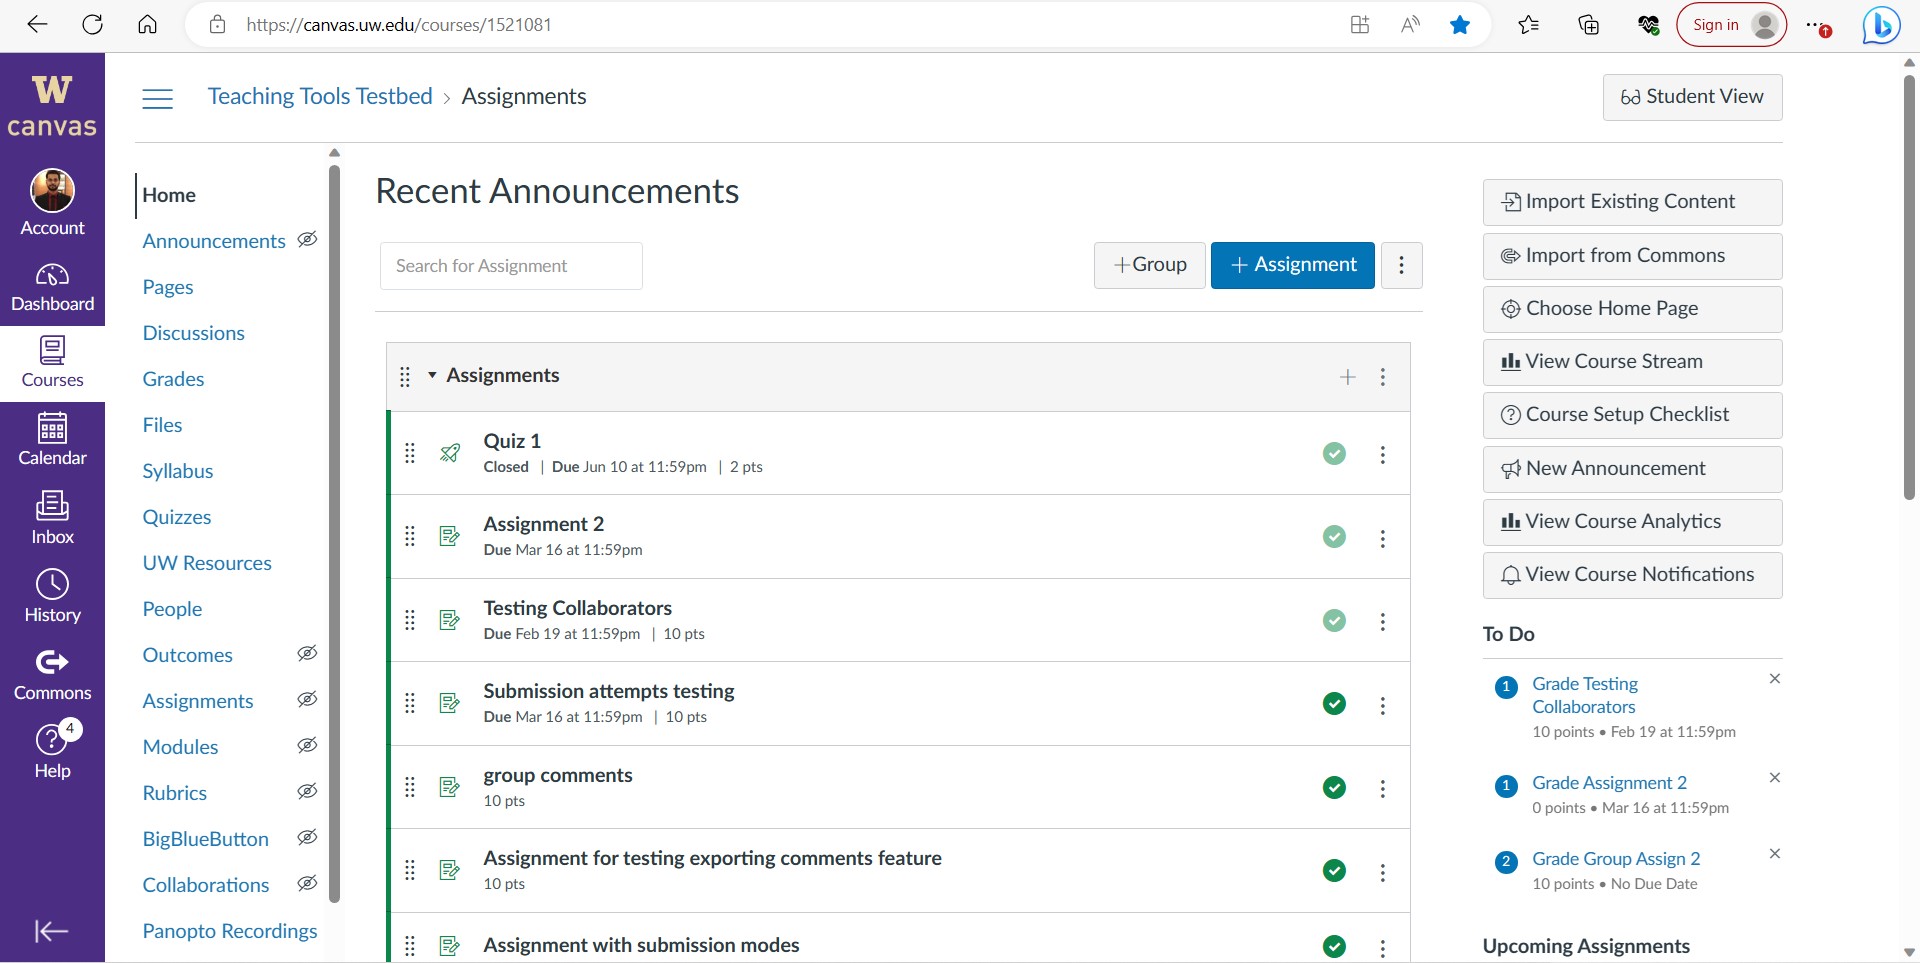 https://canvas.uw.edu/courses/1521081
Sign in
W
canvas
Account
Dashboard
Courses
Calendar
Inbox
History
Commons
4
Help
Teaching Tools Testbed › Assignments
Student View
Home
Announcements
Pages
Discussions
Grades
Files
Syllabus
Quizzes
UW Resources
People
Outcomes
Assignments
Modules
Rubrics
BigBlueButton
Collaborations
Panopto Recordings
Recent Announcements
Search for Assignment
+Group
+ Assignment
Assignments
Quiz 1
Closed | Due Jun 10 at 11:59pm | 2 pts
Assignment 2
Due Mar 16 at 11:59pm
Testing Collaborators
Due Feb 19 at 11:59pm | 10 pts
Submission attempts testing
Due Mar 16 at 11:59pm | 10 pts
group comments
10 pts
Assignment for testing exporting comments feature
10 pts
Assignment with submission modes
Import Existing Content
Import from Commons
Choose Home Page
View Course Stream
Course Setup Checklist
New Announcement
View Course Analytics
View Course Notifications
To Do
1 Grade Testing
Collaborators
10 points • Feb 19 at 11:59pm
1 Grade Assignment 2
0 points • Mar 16 at 11:59pm
2 Grade Group Assign 2
10 points • No Due Date
Upcoming Assignments